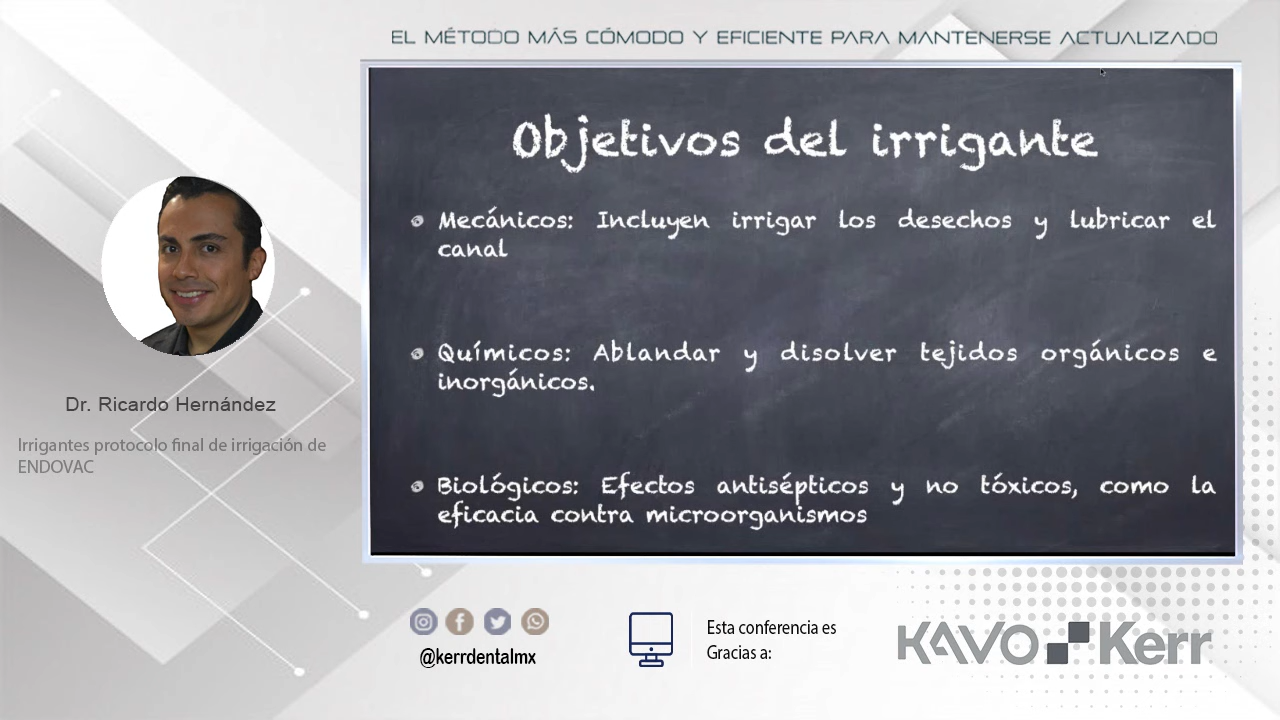 EL MÉTODO MÁS CÓMODO Y EFICIENTE PARA MANTENERSE ACTUALIZADO
Objetivos del irrigante
Mecánicos: Incluyen irrigar los desechos y lubricar el
canal
Químicos: Ablandar y disolver tejidos orgánicos e
inorgánicos.
Biológicos: Efectos antisépticos y no tóxicos, como la
eficacia contra microorganismos
Dr. Ricardo Hernández
Irrigantes protocolo final de irrigación de
ENDOVAC
@kerrdentalmx
Esta conferencia es
Gracias a:
KAVO Kerr